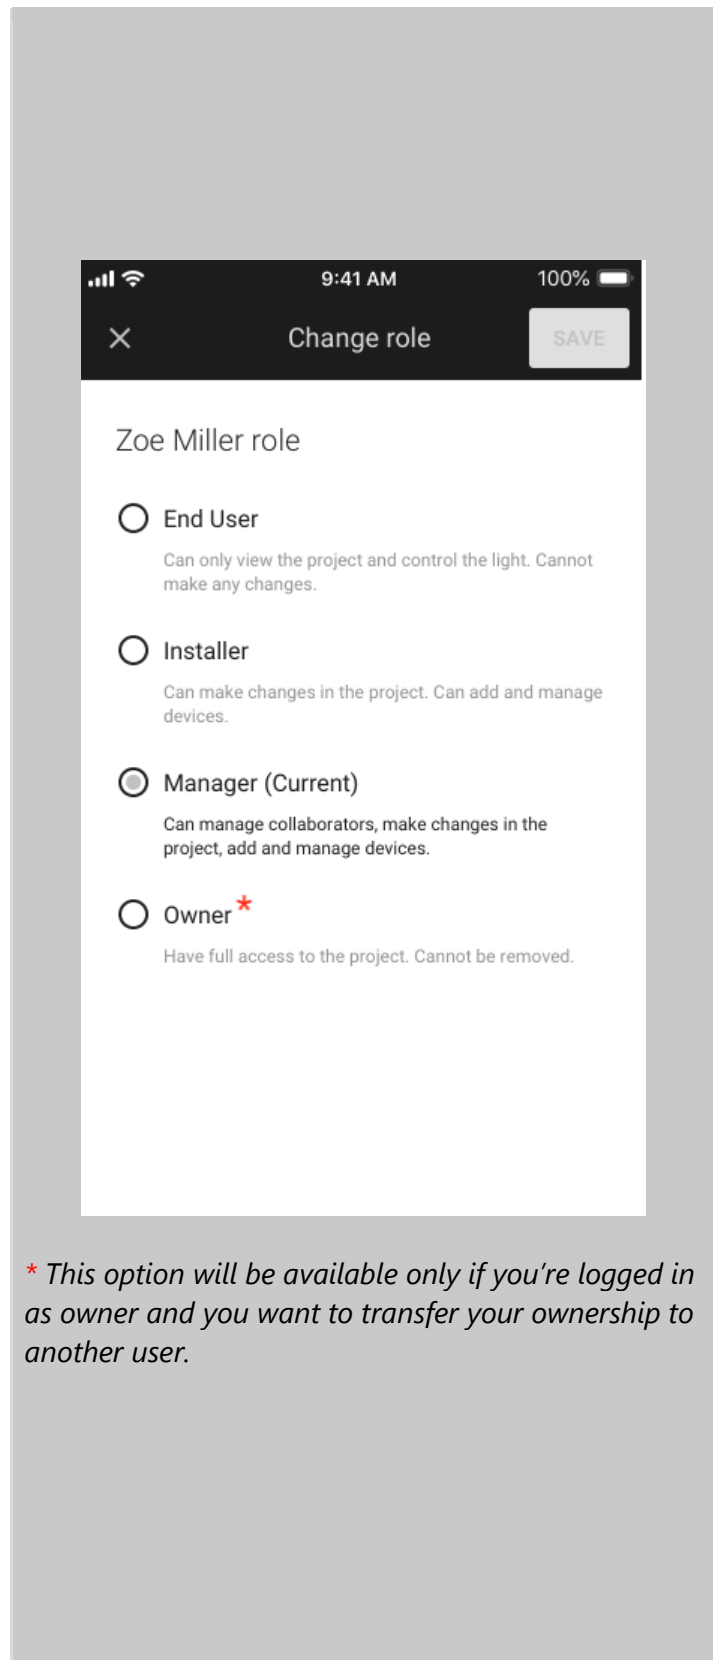 9:41 AM 100%
Change role SAVE
Zoe Miller role
End User
Can only view the project and control the light. Cannot
make any changes.
Installer
Can make changes in the project. Can add and manage
devices.
Manager (Current)
Can manage collaborators, make changes in the
project, add and manage devices.
Owner *
Have full access to the project. Cannot be removed.
* This option will be available only if you're logged in
as owner and you want to transfer your ownership to
another user.